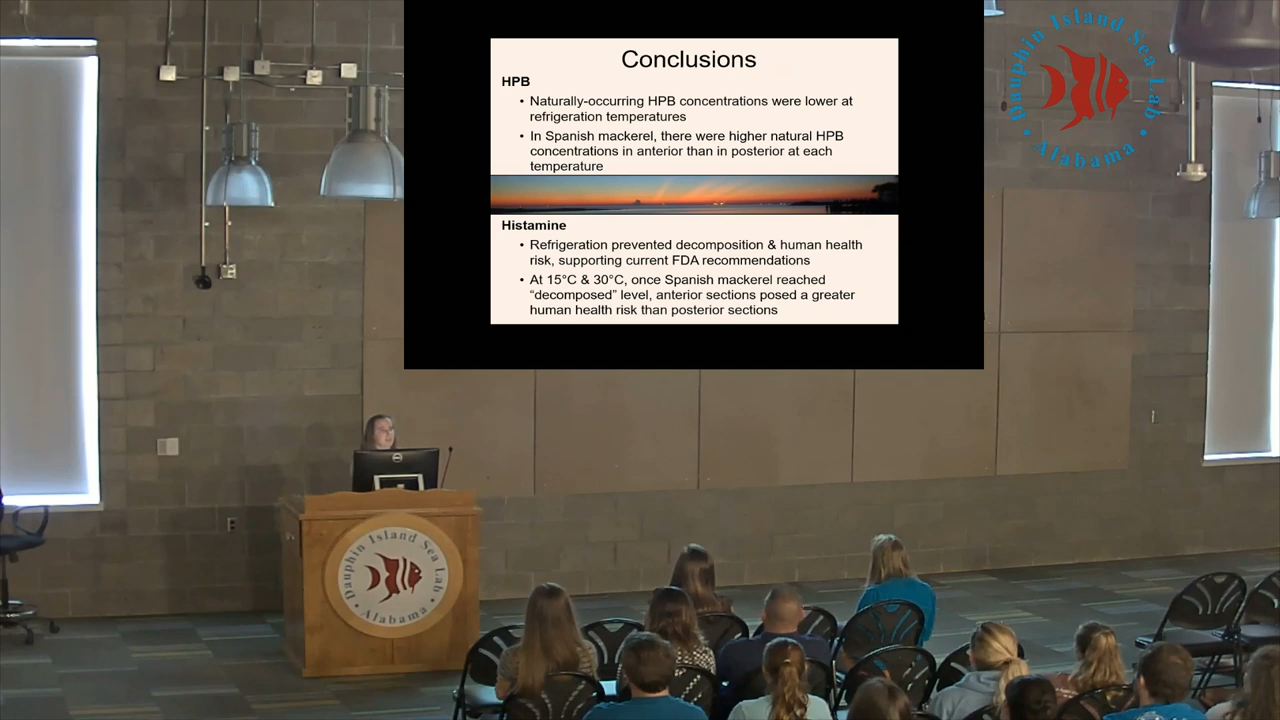 Conclusions
HPB
• Naturally-occurring HPB concentrations were lower at
refrigeration temperatures
• In Spanish mackerel, there were higher natural HPB
concentrations in anterior than in posterior at each
temperature
Histamine
• Refrigeration prevented decomposition & human health
risk, supporting current FDA recommendations
• At 15°C & 30°C, once Spanish mackerel reached
“decomposed” level, anterior sections posed a greater
human health risk than posterior sections
Dauphin Island Sea Lab
• Alabama •
DELL
Dauphin Island Sea Lab
• Alabama •